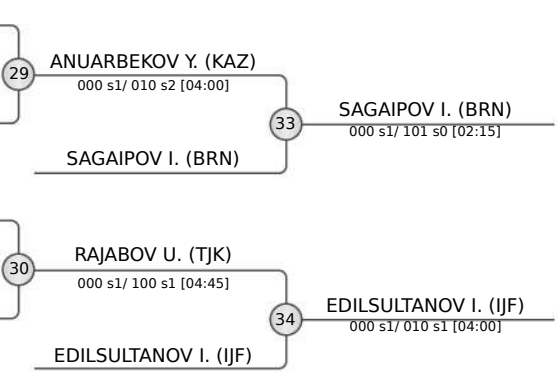 ANUARBEKOV Y. (KAZ)
29
000 s1/ 010 s2 [04:00]
SAGAIPOV I. (BRN)
33
000 s1/ 101 s0 [02:15]
SAGAIPOV I. (BRN)
RAJABOV U. (TJK)
30
000 s1/ 100 s1 [04:45]
EDILSULTANOV I. (IJF)
34
000 s1/ 010 s1 [04:00]
EDILSULTANOV I. (IJF)